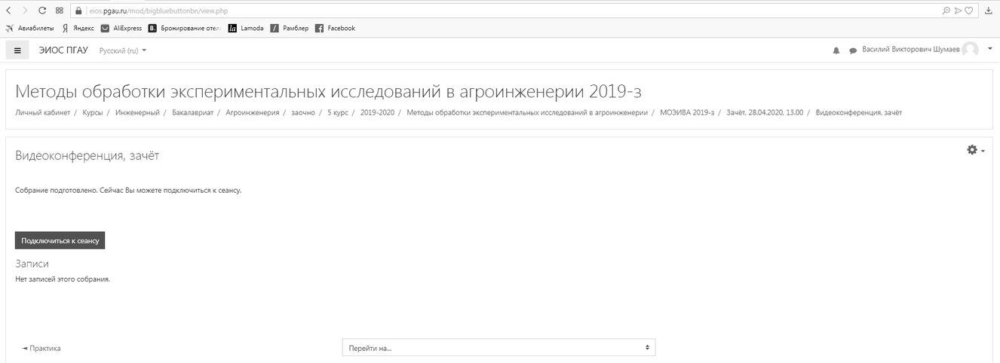 eios.pgau.ru/mod/bigbluebuttonbn/view.php
Авиабилеты Яндекс AliExpress B. Бронирование отел la Lamoda Рамблер Facebook
ЭИОС ПГАУ Русский (ru) Василий Викторович Шумаев
Методы обработки экспериментальных исследований в агроинженерии 2019-з
Личный кабинет / Курсы / Инженерный / Бакалавриат / Агроинженерия / заочно / 5 курс / 2019-2020 / Методы обработки экспериментальных исследований в агроинженерии / МОЭИВА 2019-з / Зачёт, 28.04.2020, 13.00 / Видеоконференция, зачёт
Видеоконференция, зачёт
Собрание подготовлено. Сейчас Вы можете подключиться к сеансу.
Подключиться к сеансу
Записи
Нет записей этого собрания.
⇥ Практика Перейти на...